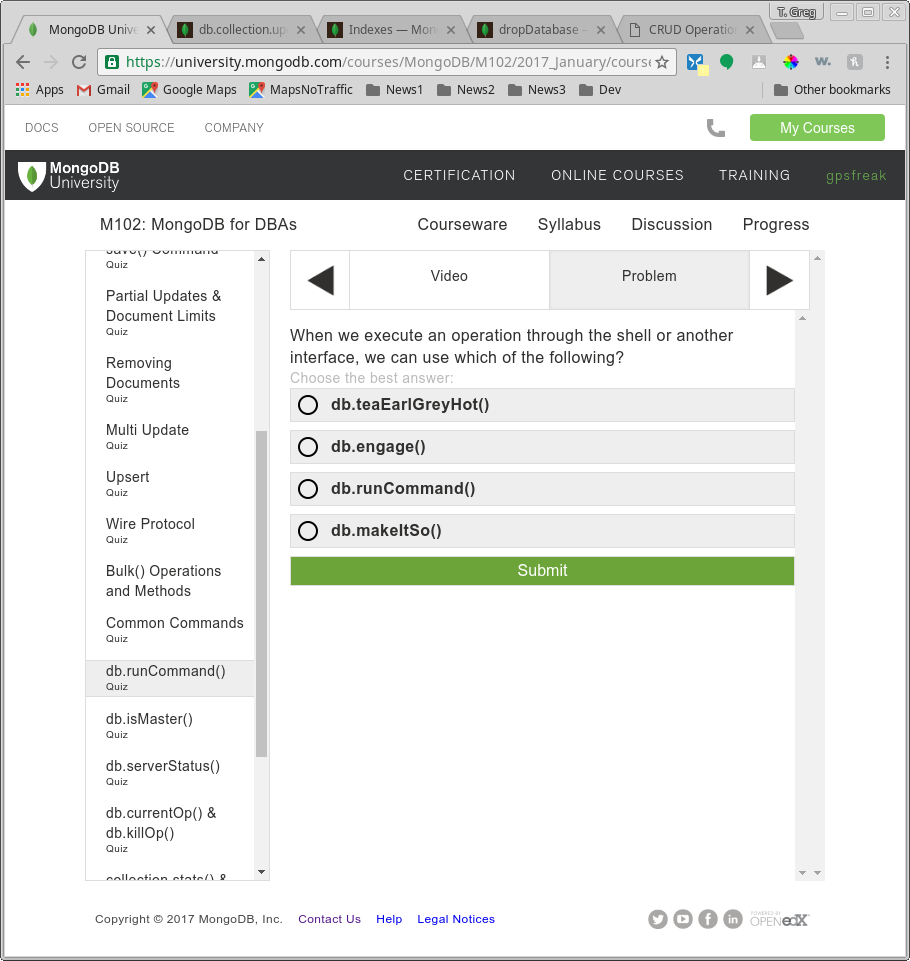 T. Greg
MongoDB Unive
db.collection.up
Indexes — Mon
dropDatabase –
CRUD Operatio
https://university.mongodb.com/courses/MongoDB/M102/2017_January/course
Apps
Gmail
Google Maps
MapsNoTraffic
News1
News2
News3
Dev
Other bookmarks
DOCS
OPEN SOURCE
COMPANY
My Courses
MongoDB
University
CERTIFICATION
ONLINE COURSES
TRAINING
gpsfreak
M102: MongoDB for DBAs
Courseware
Syllabus
Discussion
Progress
save() Command
Quiz
Partial Updates &
Document Limits
Quiz
Removing
Documents
Quiz
Multi Update
Quiz
Upsert
Quiz
Wire Protocol
Quiz
Bulk() Operations
and Methods
Common Commands
Quiz
db.runCommand()
Quiz
db.isMaster()
Quiz
db.serverStatus()
Quiz
db.currentOp() &
db.killOp()
Quiz
collection.stats() &
Video
Problem
When we execute an operation through the shell or another
interface, we can use which of the following?
Choose the best answer:
db.teaEarlGreyHot()
db.engage()
db.runCommand()
db.makeItSo()
Submit
Copyright © 2017 MongoDB, Inc.
Contact Us
Help
Legal Notices
POWERED BY
OPEN edX